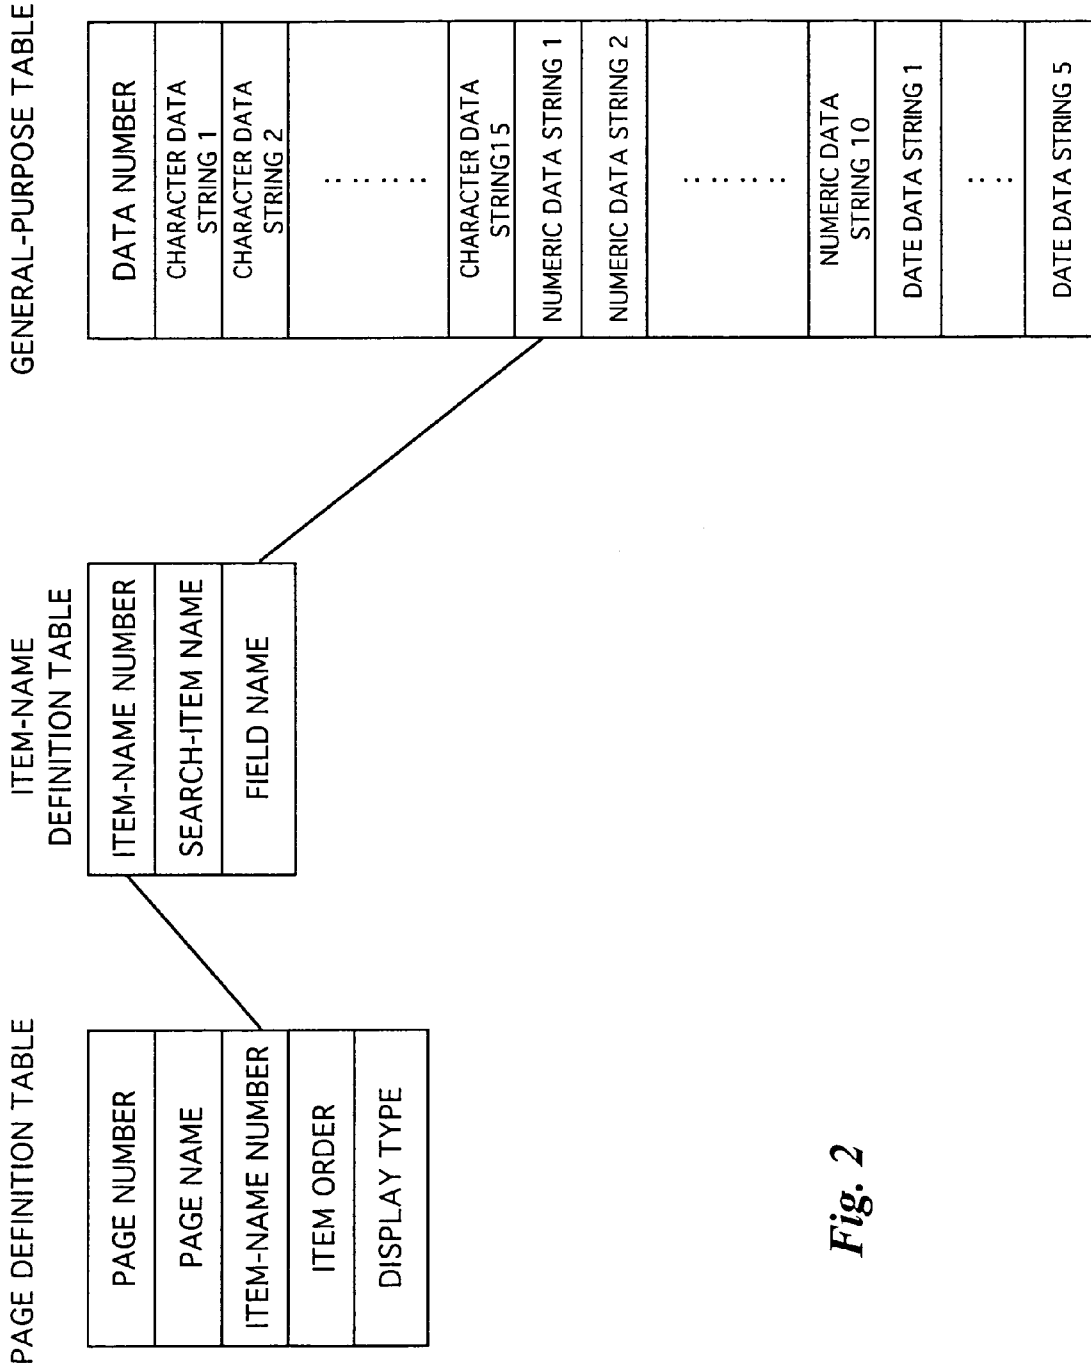 PAGE DEFINITION TABLE
PAGE NUMBER
PAGE NAME
ITEM-NAME NUMBER
ITEM ORDER
DISPLAY TYPE
ITEM-NAME
DEFINITION TABLE
ITEM-NAME NUMBER
SEARCH-ITEM NAME
FIELD NAME
GENERAL-PURPOSE TABLE
DATA NUMBER
CHARACTER DATA
STRING 1
CHARACTER DATA
STRING 2
.......
CHARACTER DATA
STRING15
NUMERIC DATA STRING 1
NUMERIC DATA STRING 2
.......
NUMERIC DATA
STRING 10
DATE DATA STRING 1
....
DATE DATA STRING 5
Fig. 2